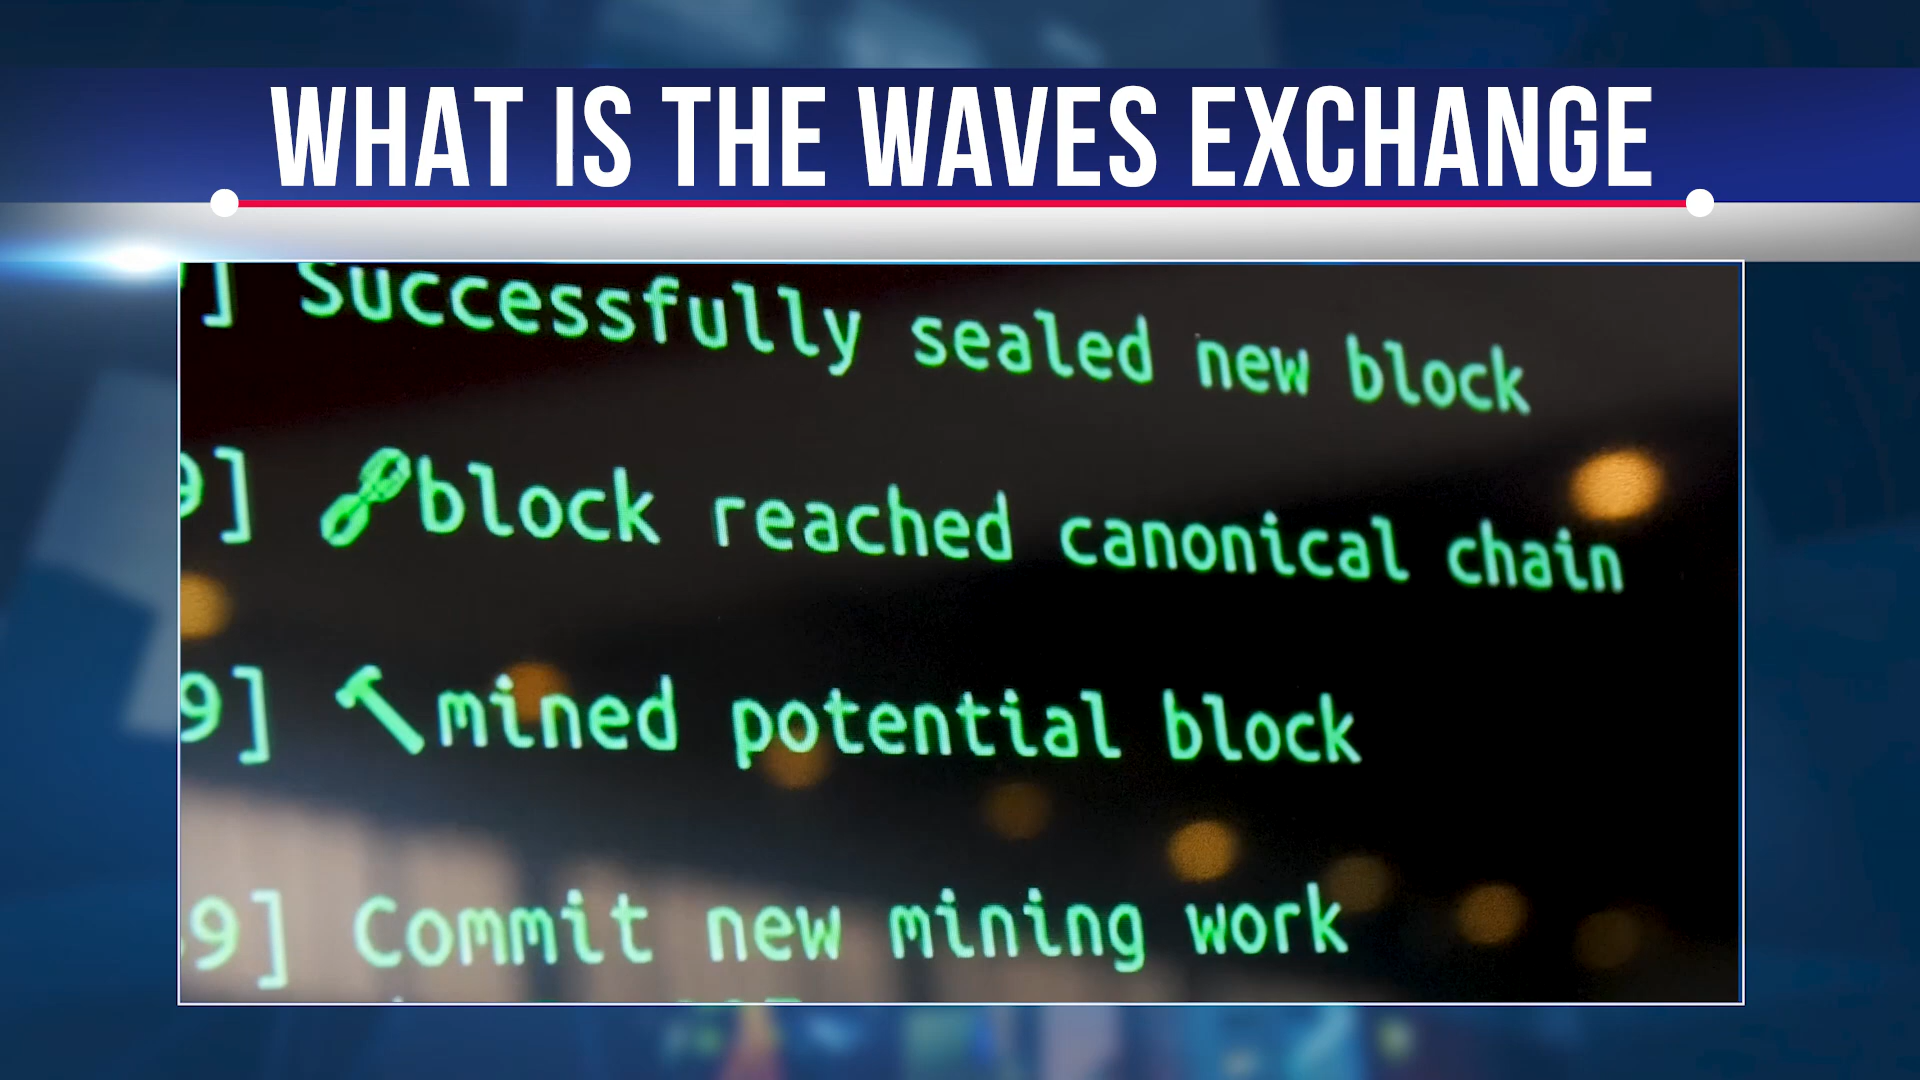 WHAT IS THE WAVES EXCHANGE
] Successfully sealed new block
9] 🔗block reached canonical chain
9] 🔨mined potential block
9] Commit new mining work